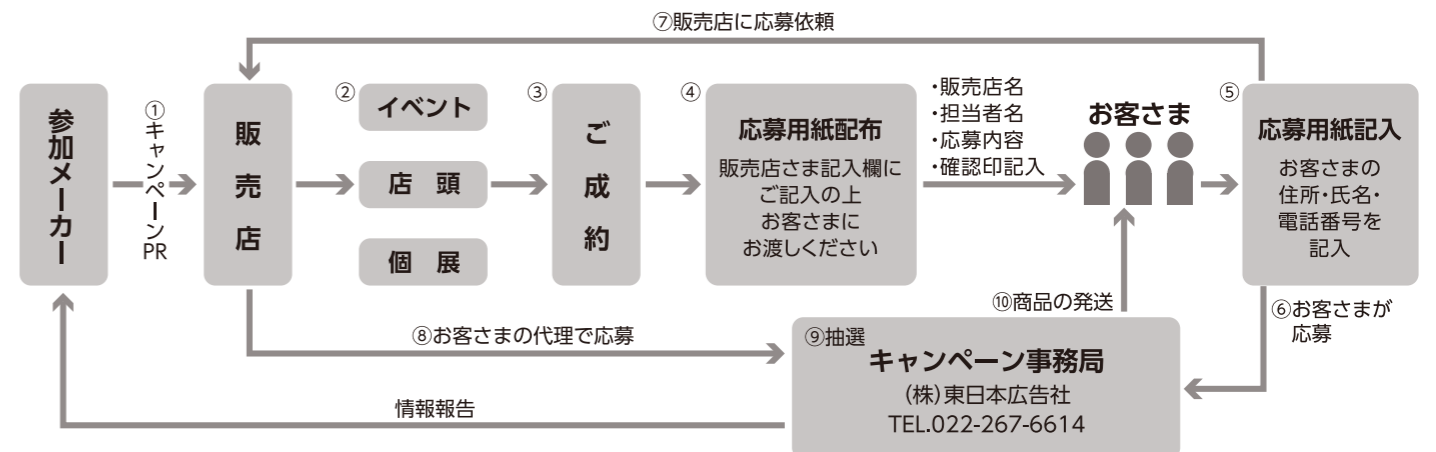 ⑦販売店に応募依頼
参加メーカー
①キャンペーンPR
販売店
②
イベント
店 頭
個 展
③
ご成約
④
応募用紙配布
販売店さま記入欄に
ご記入の上
お客さまに
お渡しください
・販売店名
・担当者名
・応募内容
・確認印記入
お客さま
⑤
応募用紙記入
お客さまの
住所・氏名・
電話番号を
記入
⑥お客さまが
応募
⑧お客さまの代理で応募
⑩商品の発送
⑨抽選
キャンペーン事務局
(株)東日本広告社
TEL.022-267-6614
情報報告